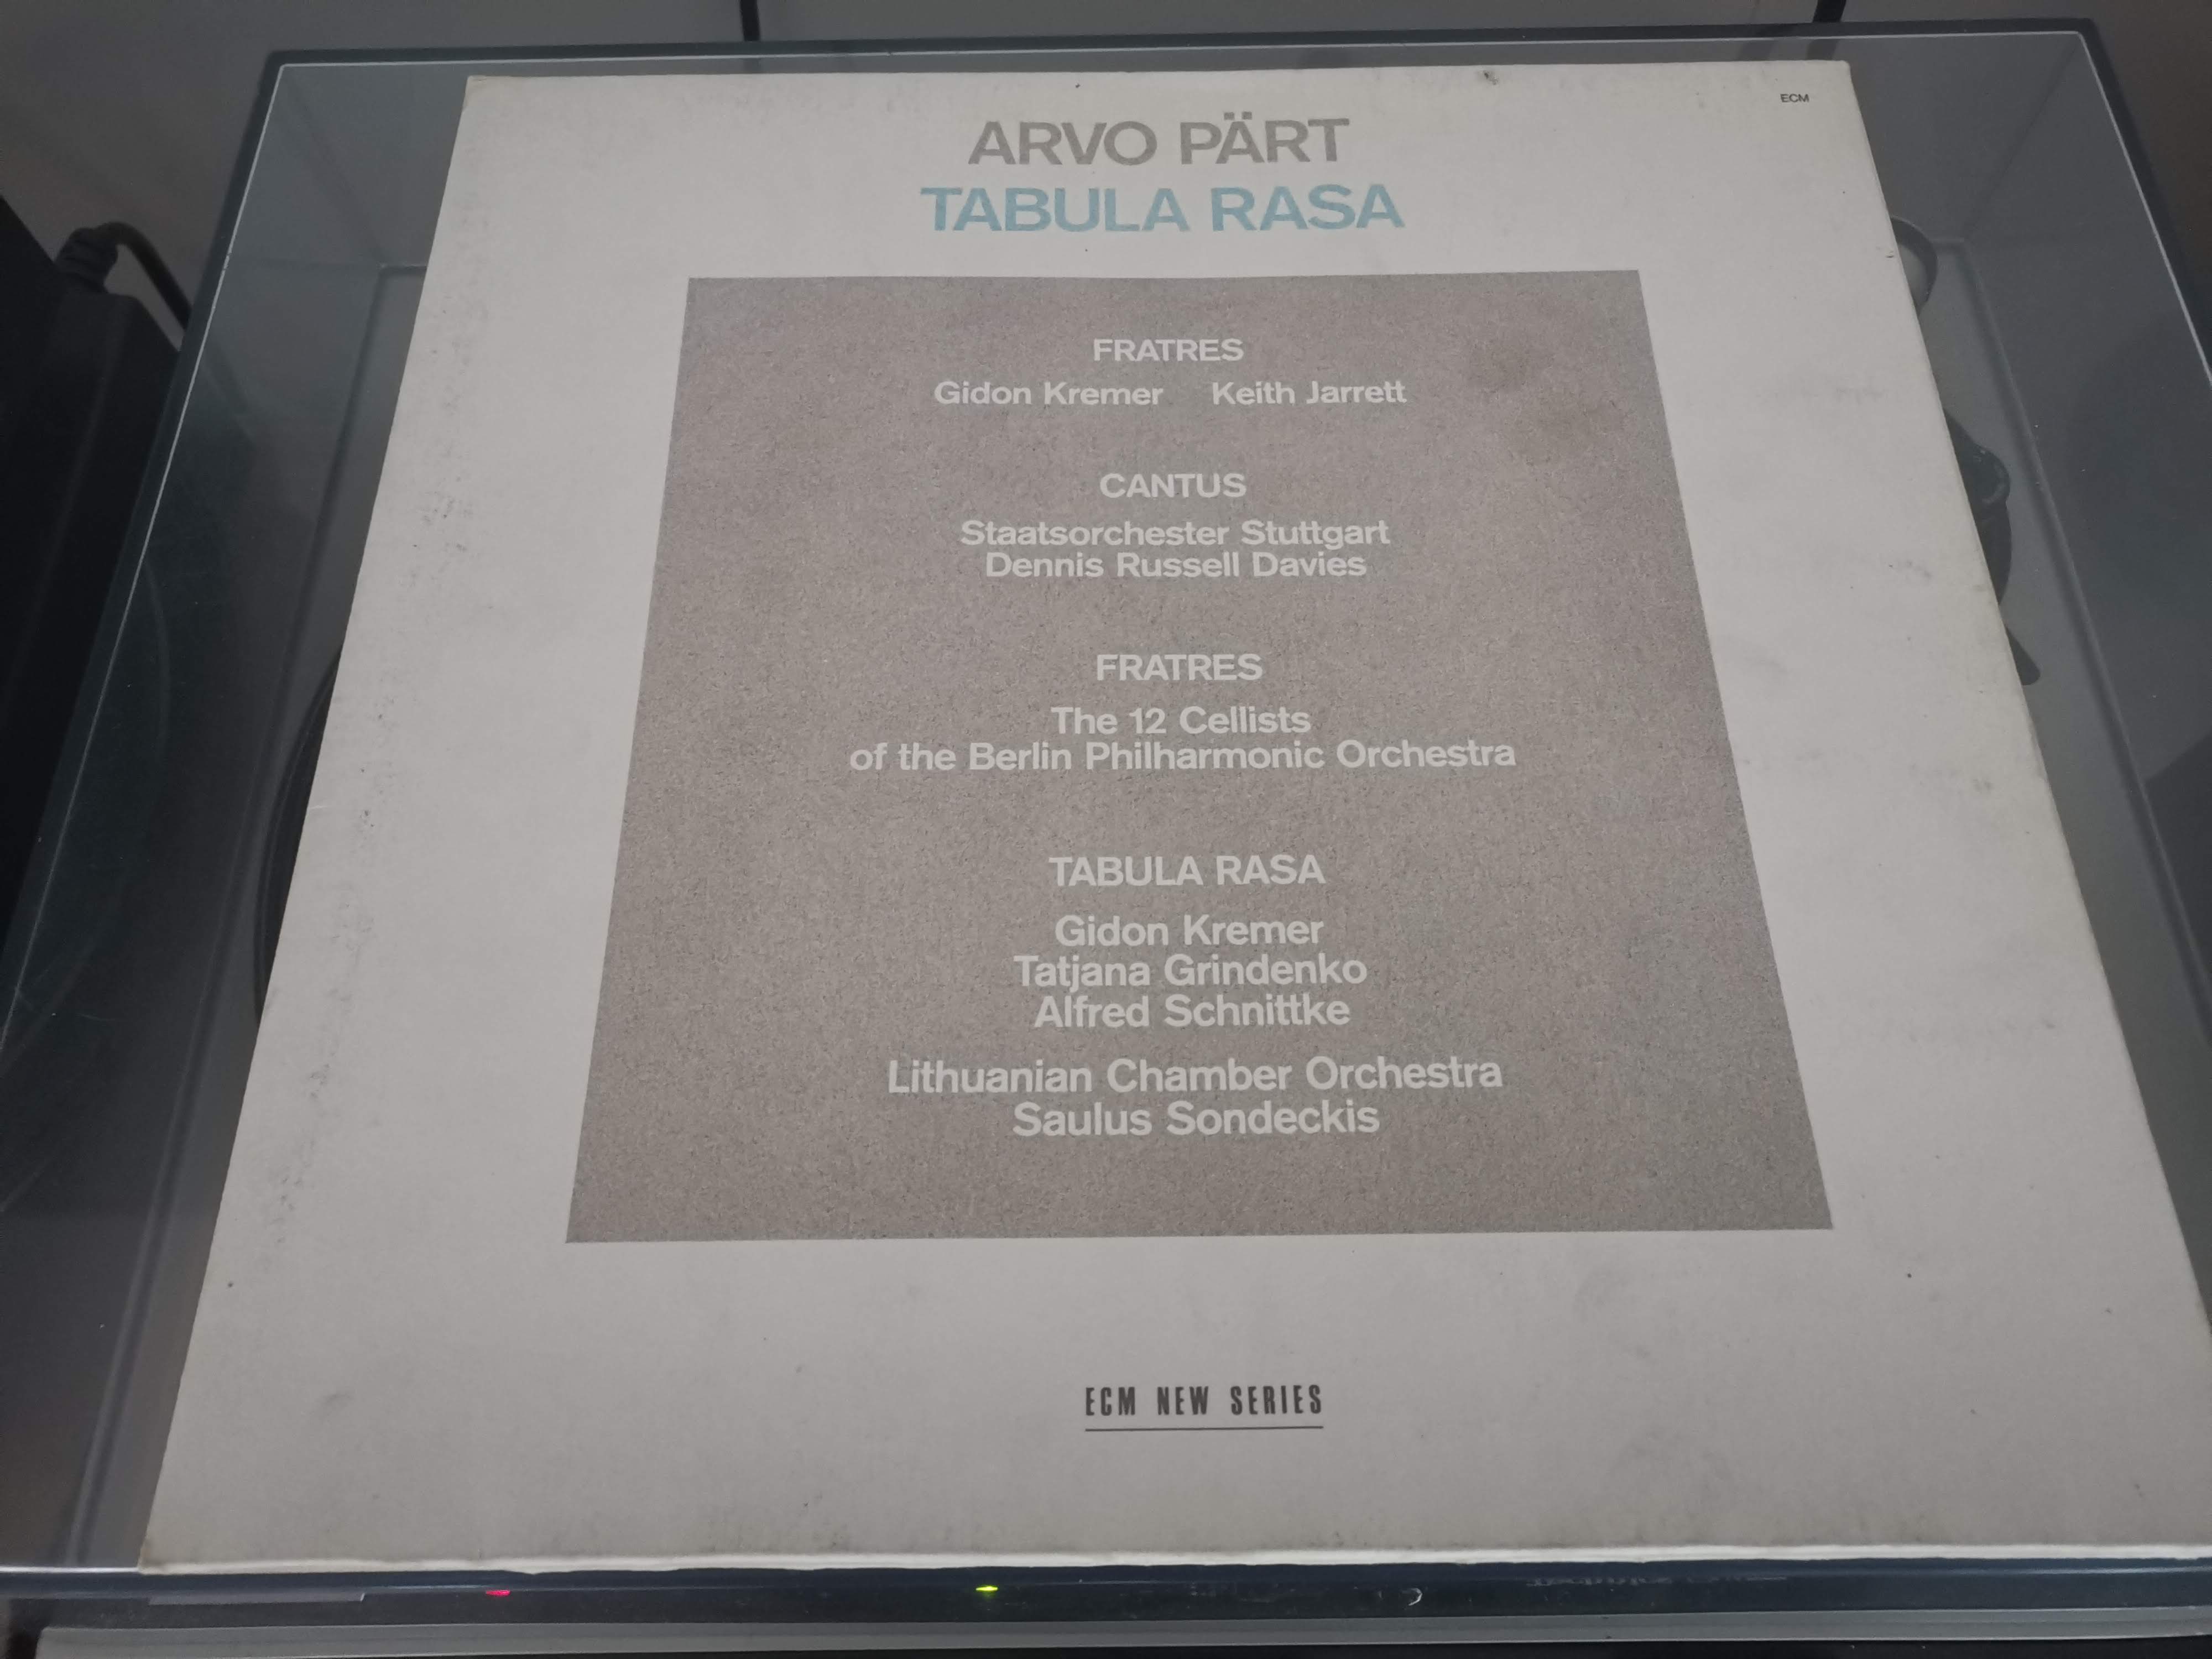 ECM
ARVO PÄRT
TABULA RASA
FRATRES
Gidon Kremer Keith Jarrett
CANTUS
Staatsorchester Stuttgart
Dennis Russell Davies
FRATRES
The 12 Cellists
of the Berlin Philharmonic Orchestra
TABULA RASA
Gidon Kremer
Tatjana Grindenko
Alfred Schnittke
Lithuanian Chamber Orchestra
Saulus Sondeckis
ECM NEW SERIES